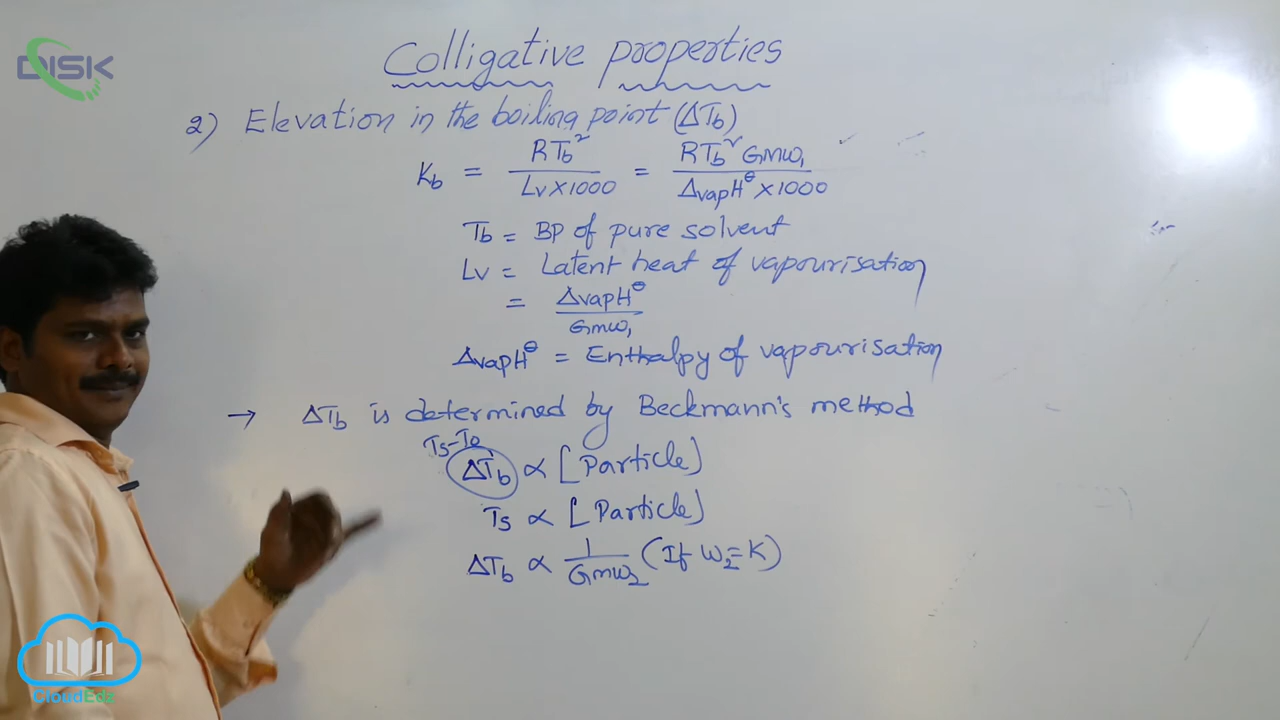 DISK
Colligative properties
2) Elevation in the boiling point (ΔTb)
Kb = RTb² / Lv×1000 = RTb² GMW₁ / ΔvapH⊖ × 1000
Tb = BP of pure solvent
Lv = Latent heat of vapourisation
= ΔvapH⊖ / GMW₁
ΔvapH⊖ = Enthalpy of vapourisation
→ ΔTb is determined by Beckmann's method
Ts-To
ΔTb ∝ [Particle)
Ts ∝ [Particle)
ΔTb ∝ 1 / GMW₂ (If W₂=K)
CloudEdz